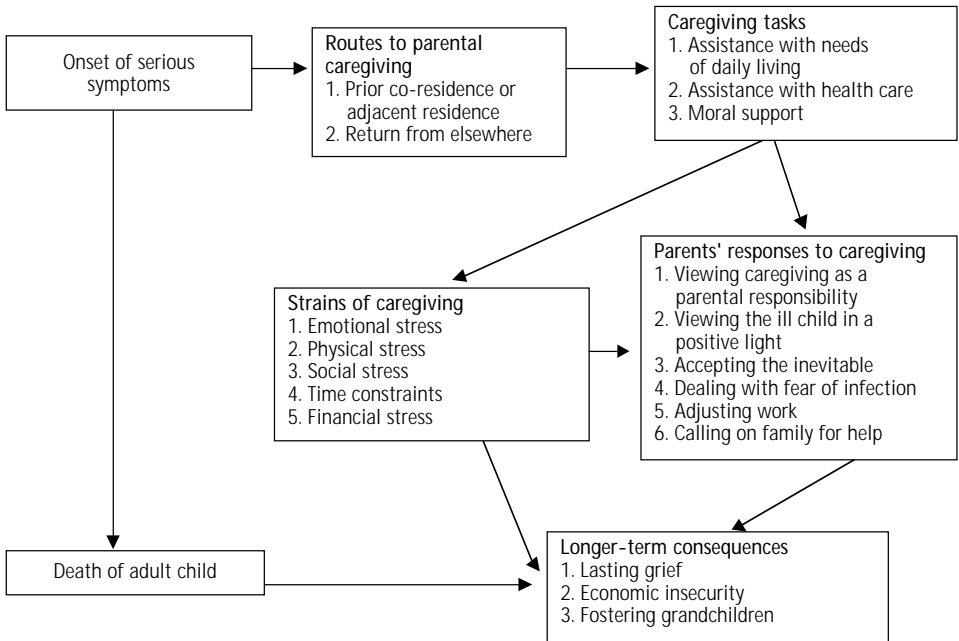 Onset of serious
symptoms
Routes to parental
caregiving
1. Prior co-residence or
adjacent residence
2. Return from elsewhere
Caregiving tasks
1. Assistance with needs
of daily living
2. Assistance with health care
3. Moral support
Strains of caregiving
1. Emotional stress
2. Physical stress
3. Social stress
4. Time constraints
5. Financial stress
Parents' responses to caregiving
1. Viewing caregiving as a
parental responsibility
2. Viewing the ill child in a
positive light
3. Accepting the inevitable
4. Dealing with fear of infection
5. Adjusting work
6. Calling on family for help
Death of adult child
Longer-term consequences
1. Lasting grief
2. Economic insecurity
3. Fostering grandchildren